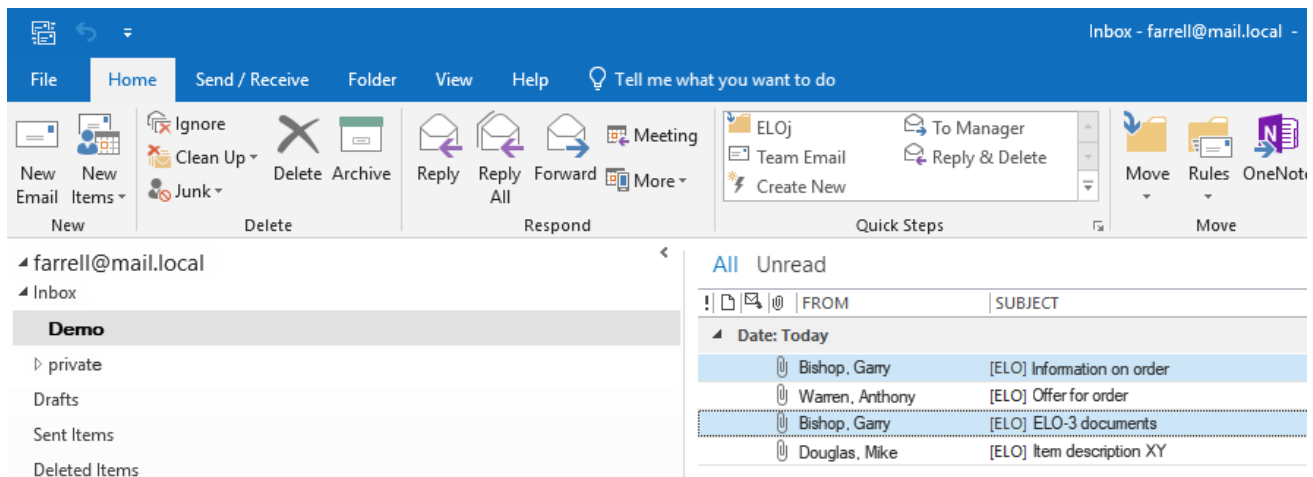 Inbox - farrell@mail.local -
File Home Send / Receive Folder View Help Tell me what you want to do
New Email
New Items
New
Ignore
Clean Up
Junk
Delete
Archive
Delete
Reply
Reply All
Forward
Meeting
More
Respond
ELOj
Team Email
Create New
To Manager
Reply & Delete
Quick Steps
Move
Rules
OneNote
Move
farrell@mail.local
Inbox
Demo
private
Drafts
Sent Items
Deleted Items
All Unread
! FROM SUBJECT
Date: Today
Bishop, Garry [ELO] Information on order
Warren, Anthony [ELO] Offer for order
Bishop, Garry [ELO] ELO-3 documents
Douglas, Mike [ELO] Item description XY